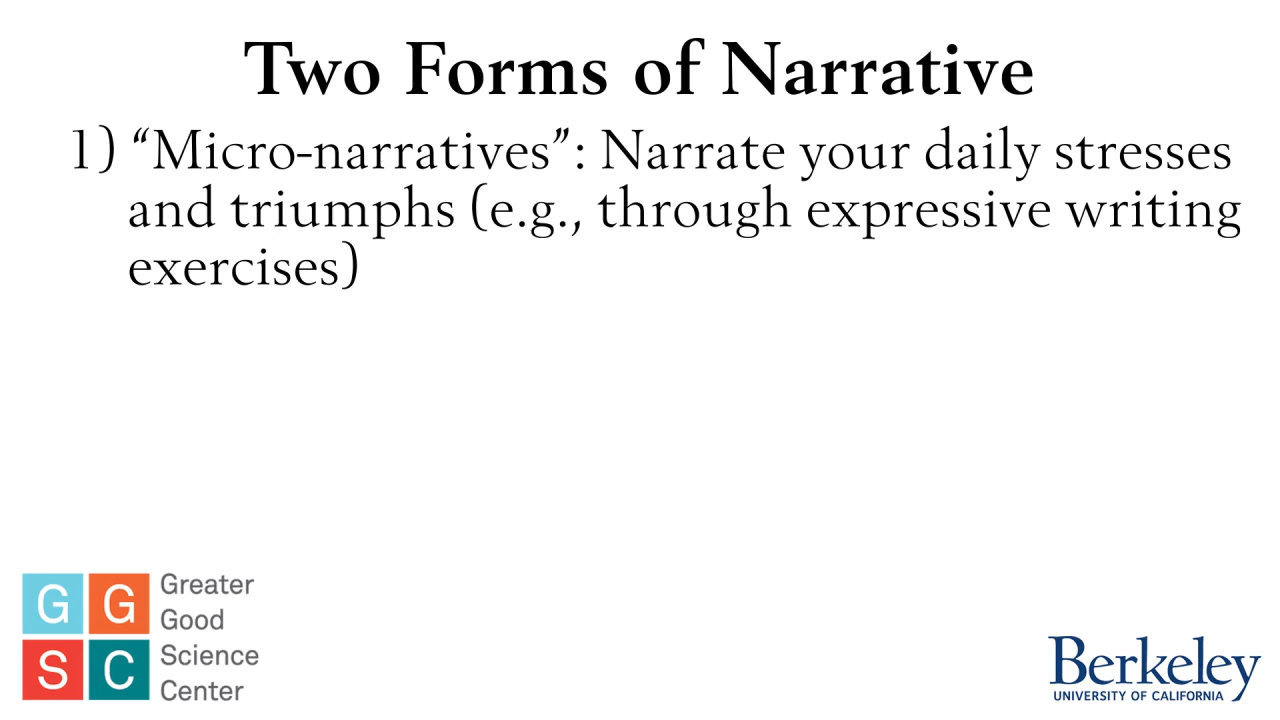 Two Forms of Narrative
1) “Micro-narratives”: Narrate your daily stresses
and triumphs (e.g., through expressive writing
exercises)
G G
S C
Greater
Good
Science
Center
Berkeley
UNIVERSITY OF CALIFORNIA